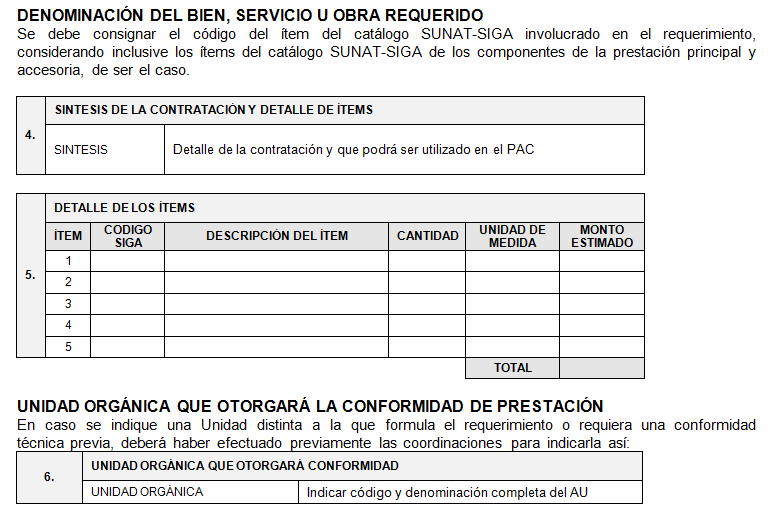 DENOMINACIÓN DEL BIEN, SERVICIO U OBRA REQUERIDO
Se debe consignar el código del ítem del catálogo SUNAT-SIGA involucrado en el requerimiento,
considerando inclusive los ítems del catálogo SUNAT-SIGA de los componentes de la prestación principal y
accesoria, de ser el caso.
4.
SINTESIS DE LA CONTRATACIÓN Y DETALLE DE ÍTEMS
SINTESIS Detalle de la contratación y que podrá ser utilizado en el PAC
5.
DETALLE DE LOS ÍTEMS
ÍTEM CODIGO SIGA DESCRIPCIÓN DEL ÍTEM CANTIDAD UNIDAD DE MEDIDA MONTO ESTIMADO
1
2
3
4
5
TOTAL
UNIDAD ORGÁNICA QUE OTORGARÁ LA CONFORMIDAD DE PRESTACIÓN
En caso se indique una Unidad distinta a la que formula el requerimiento o requiera una conformidad
técnica previa, deberá haber efectuado previamente las coordinaciones para indicarla así:
6.
UNIDAD ORGÁNICA QUE OTORGARÁ CONFORMIDAD
UNIDAD ORGÁNICA Indicar código y denominación completa del AU